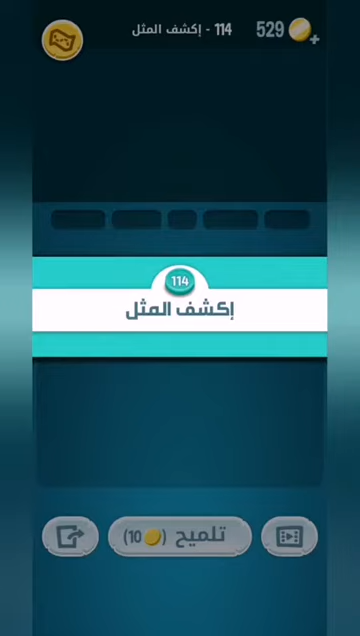 114 - إكشف المثل
529
114
إكشف المثل
تلميح (10)